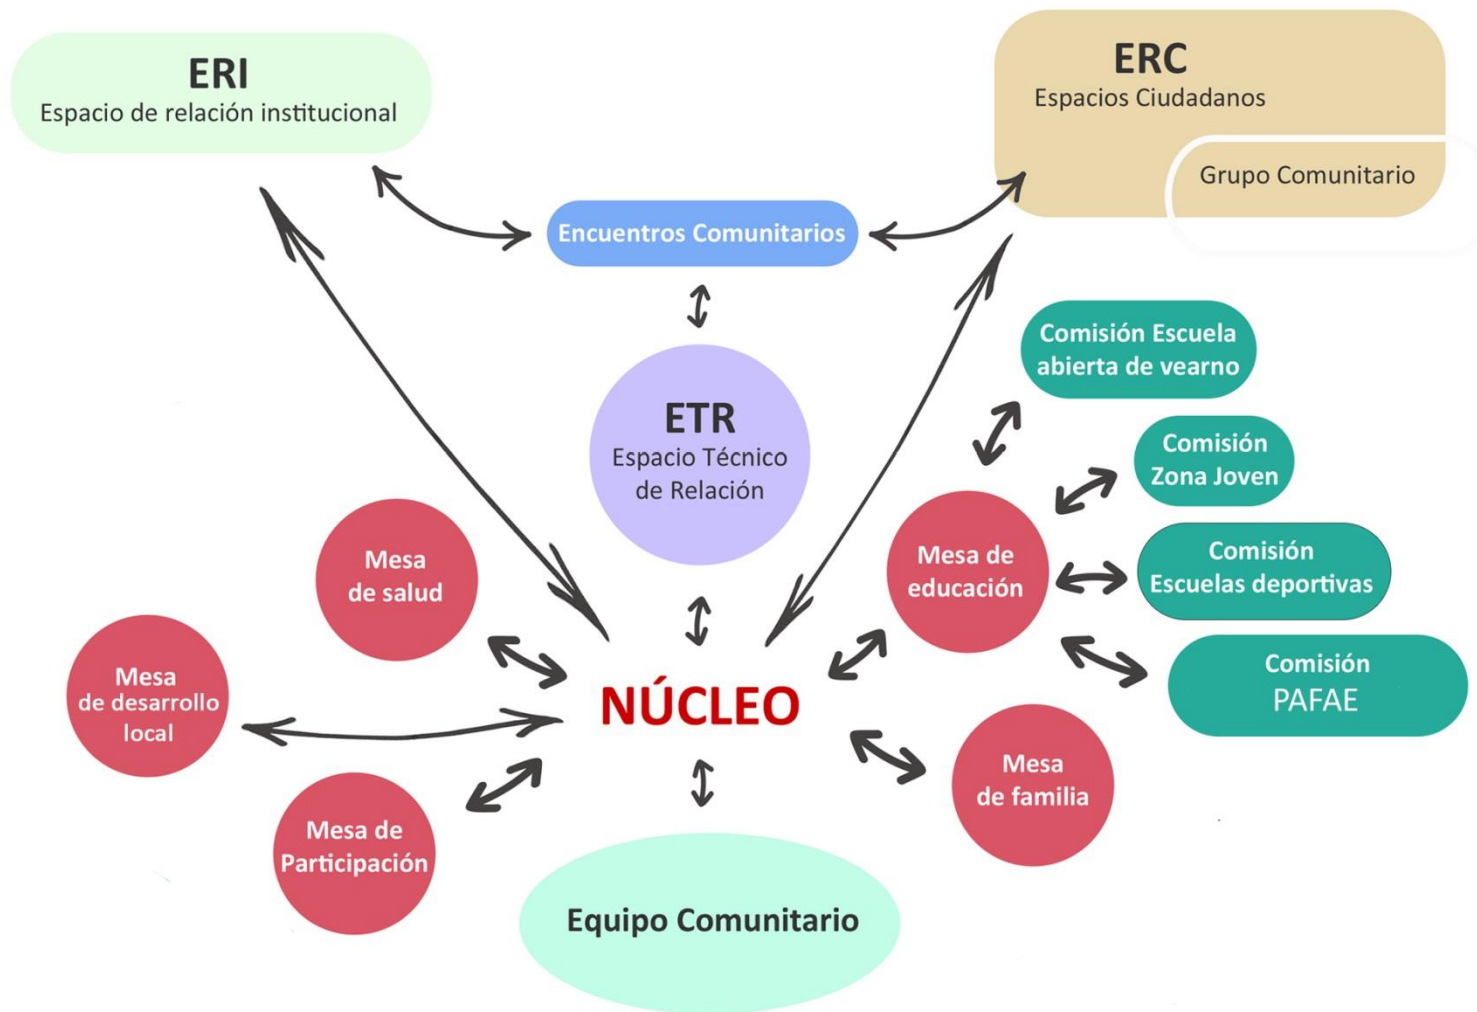 ERI
Espacio de relación institucional
ERC
Espacios Ciudadanos
Grupo Comunitario
Encuentros Comunitarios
ETR
Espacio Técnico
de Relación
Comisión Escuela
abierta de vearno
Comisión
Zona Joven
Comisión
Escuelas deportivas
Comisión
PAFAE
Mesa de
educación
Mesa
de salud
Mesa
de desarrollo
local
NÚCLEO
Mesa de
Participación
Mesa
de familia
Equipo Comunitario